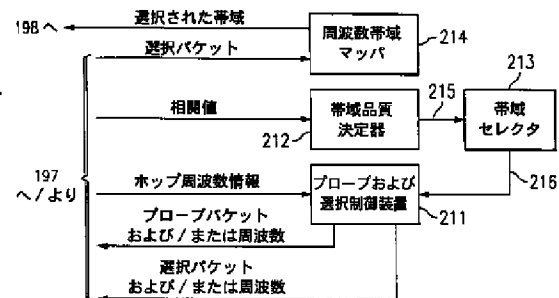 選択された帯域
198 へ
選択パケット
周波数帯域
マッパ
214
213
相関値
帯域品質
決定器
212
215
帯域
セレクタ
197
へ/より
ホップ周波数情報
プローブおよび
選択制御装置
216
211
プローブパケット
および/または周波数
選択パケット
および/または周波数